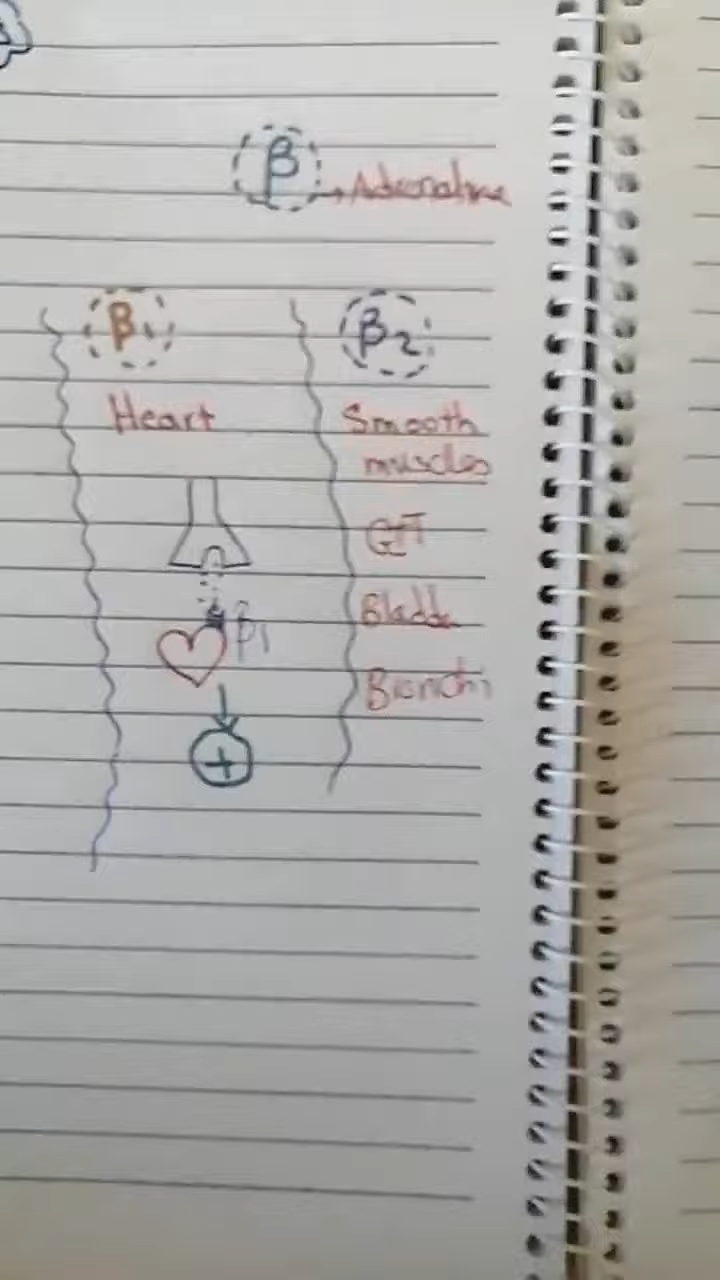 β
Adrenaline
β1
β2
Heart
Smooth
muscles
GIT
β1
Bladder
Bronchi
+